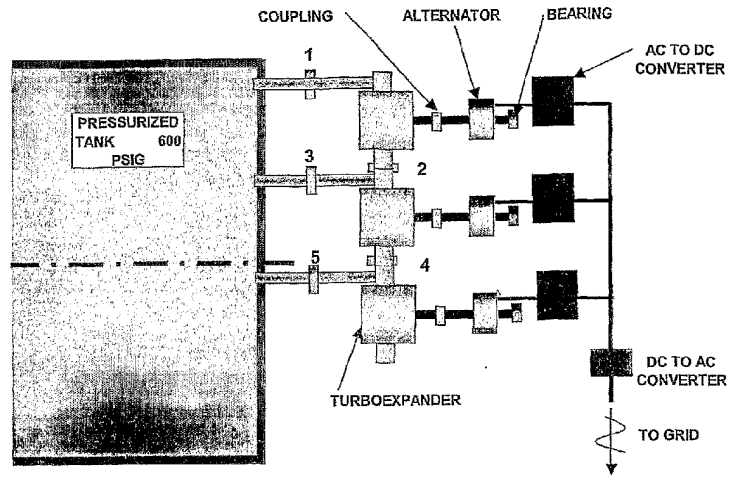 COUPLING ALTERNATOR BEARING
1
AC TO DC
CONVERTER
PRESSURIZED
TANK 600
PSIG
3
2
5
4
DC TO AC
CONVERTER
TURBOEXPANDER
TO GRID